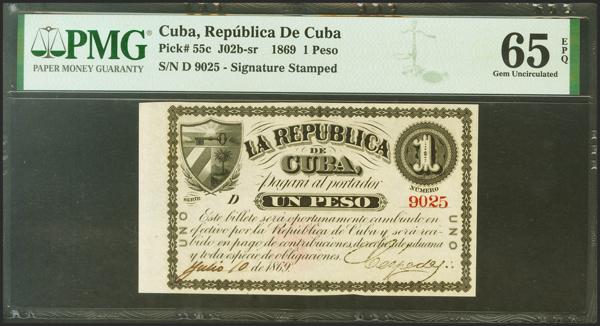 PMG
PAPER MONEY GUARANTY
Cuba, República De Cuba
Pick# 55c J02b-sr 1869 1 Peso
S/N D 9025 - Signature Stamped
65 EPQ
Gem Uncirculated
LA REPUBLICA
DE
CUBA,
pagará al portador
1
SERIE D
NÚMERO
UN PESO
9025
UNO
UNO
Este billete será oportunamente cambiado en
efectivo por la República de Cuba y será reci-
bido en pago de contribuciones derechos de aduana
y toda especie de obligaciones.
Julio 10 de 1869.
Cespedes